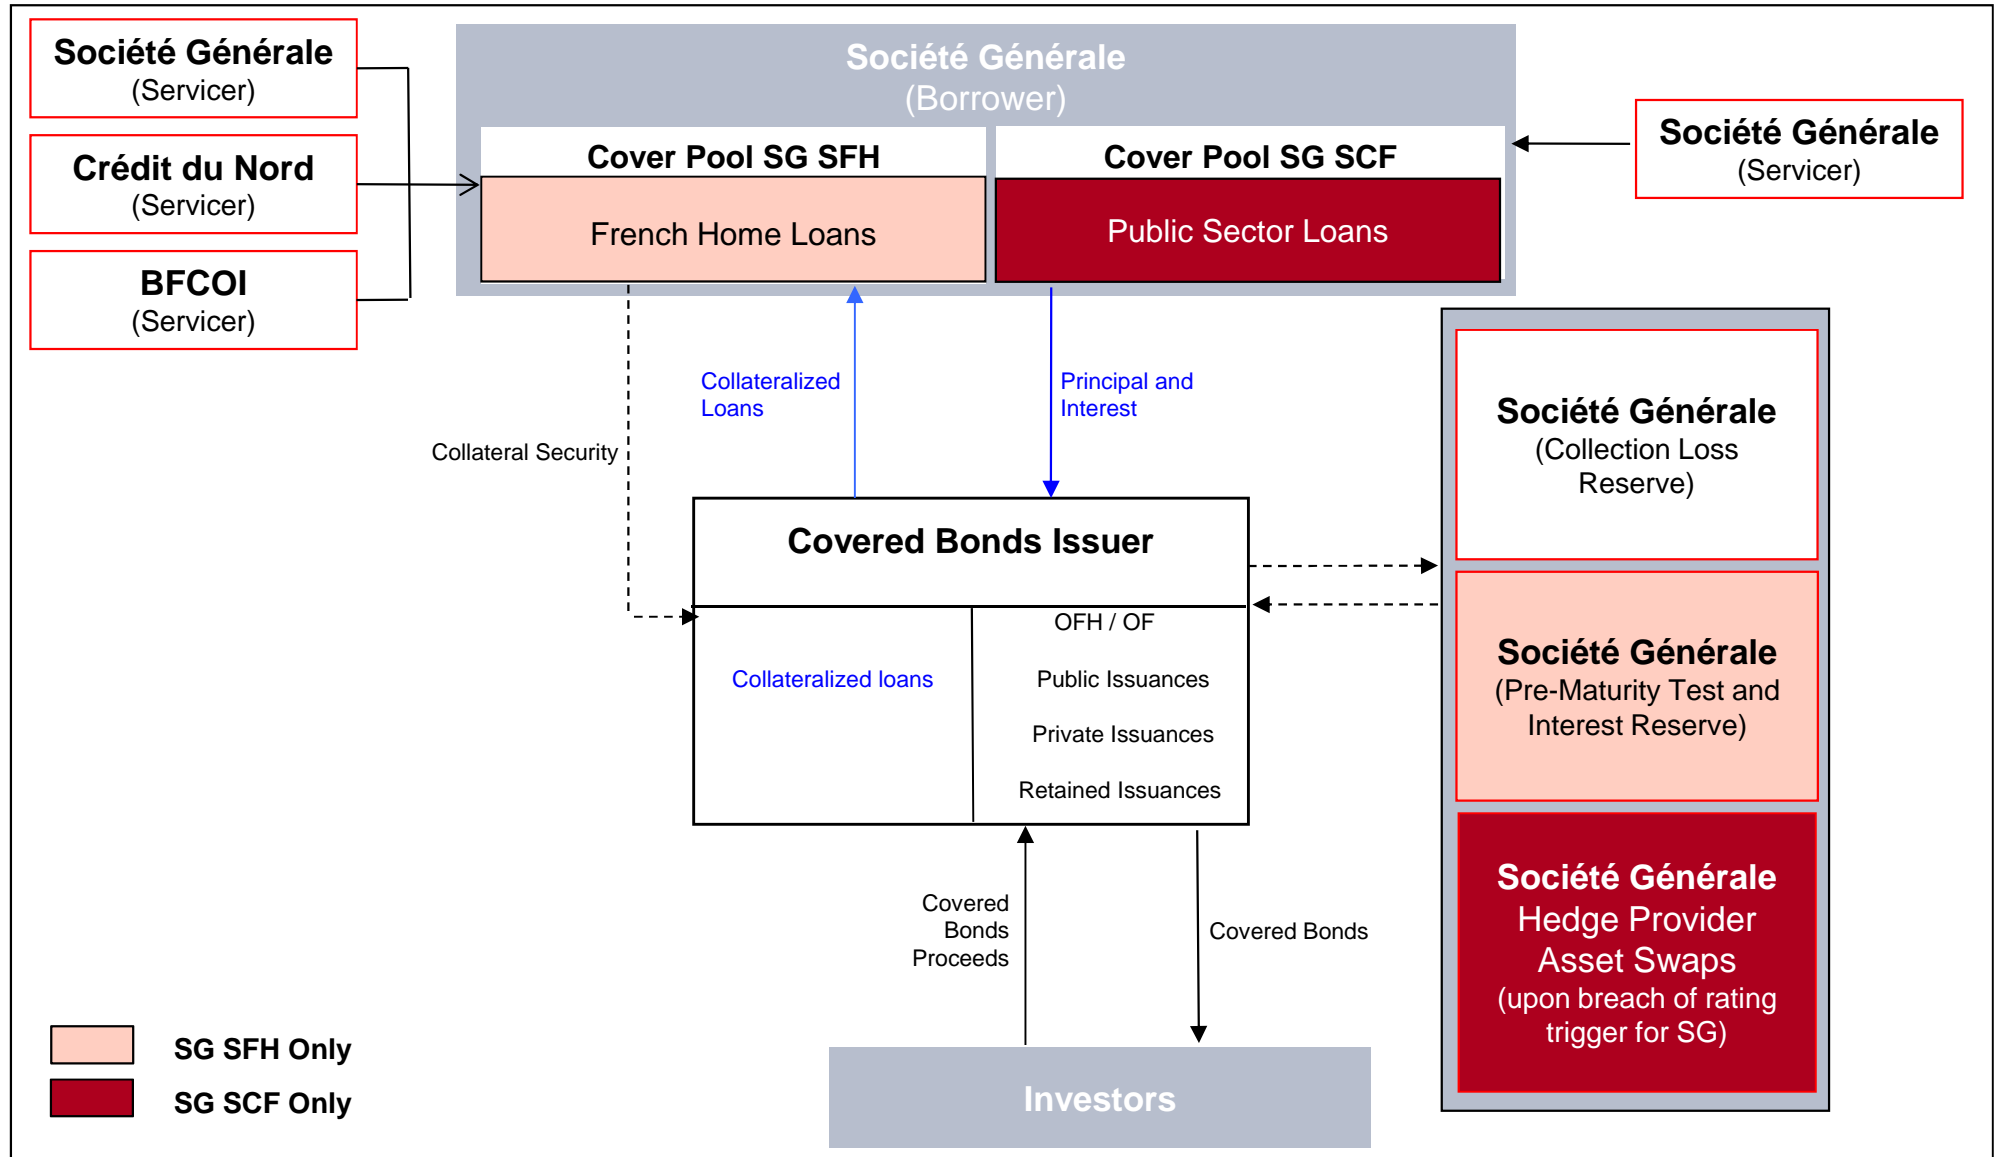 Société Générale
(Servicer)
Crédit du Nord
(Servicer)
BFCOI
(Servicer)
Société Générale
(Borrower)
Cover Pool SG SFH
French Home Loans
Cover Pool SG SCF
Public Sector Loans
Société Générale
(Servicer)
Collateral Security
Collateralized
Loans
Principal and
Interest
Covered Bonds Issuer
Collateralized loans
OFH / OF
Public Issuances
Private Issuances
Retained Issuances
Société Générale
(Collection Loss
Reserve)
Société Générale
(Pre-Maturity Test and
Interest Reserve)
Société Générale
Hedge Provider
Asset Swaps
(upon breach of rating
trigger for SG)
Covered
Bonds
Proceeds
Covered Bonds
Investors
SG SFH Only
SG SCF Only